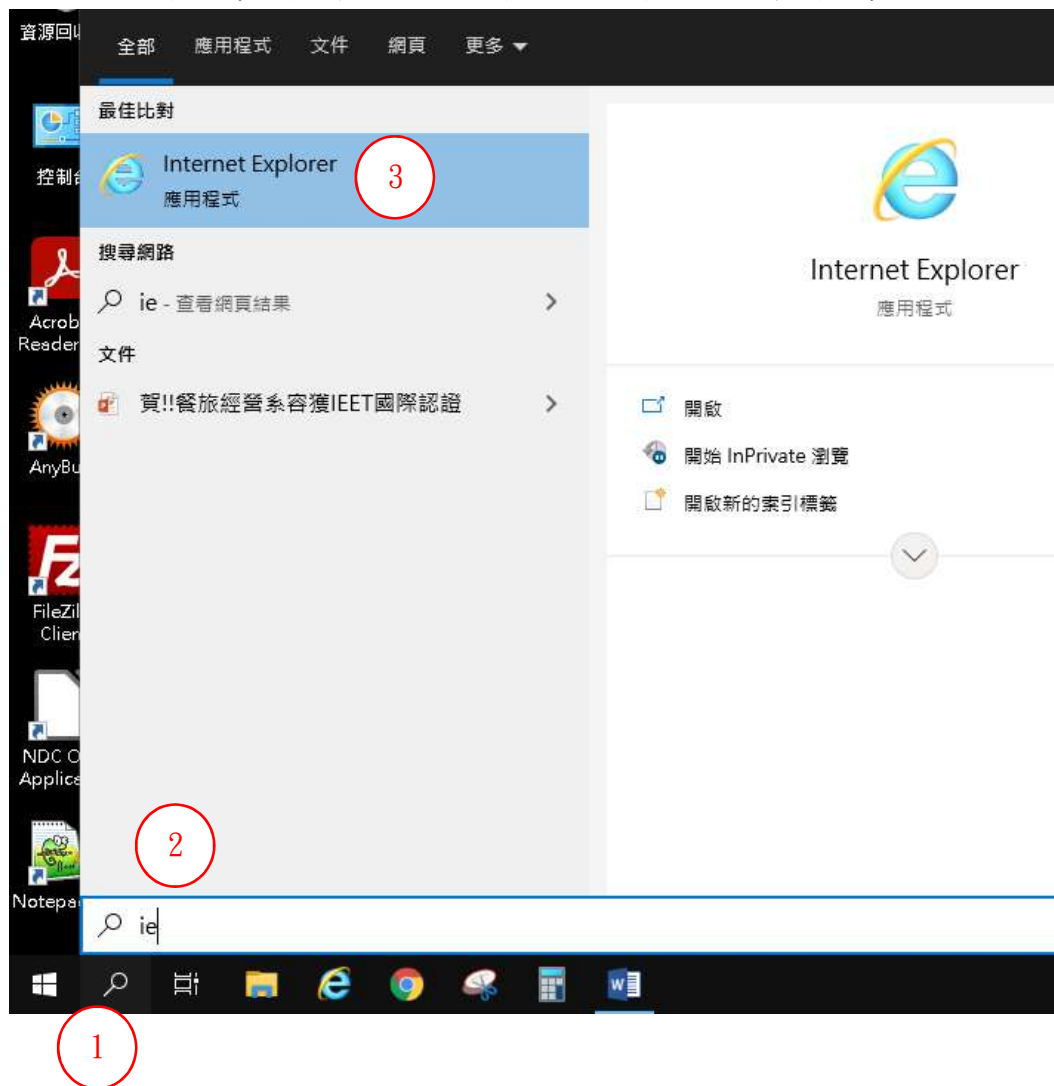 資源回
全部 應用程式 文件 網頁 更多
最佳比對
控制
Internet Explorer
應用程式
3
搜尋網路
ie - 查看網頁結果
文件
賀!!餐旅經營系容獲IEET國際認證
Internet Explorer
應用程式
開啟
開始 InPrivate 瀏覽
開啟新的索引標籤
Acrob
Reader
AnyBu
FileZil
Clien
NDC O
Applica
Notepa
2
ie
1